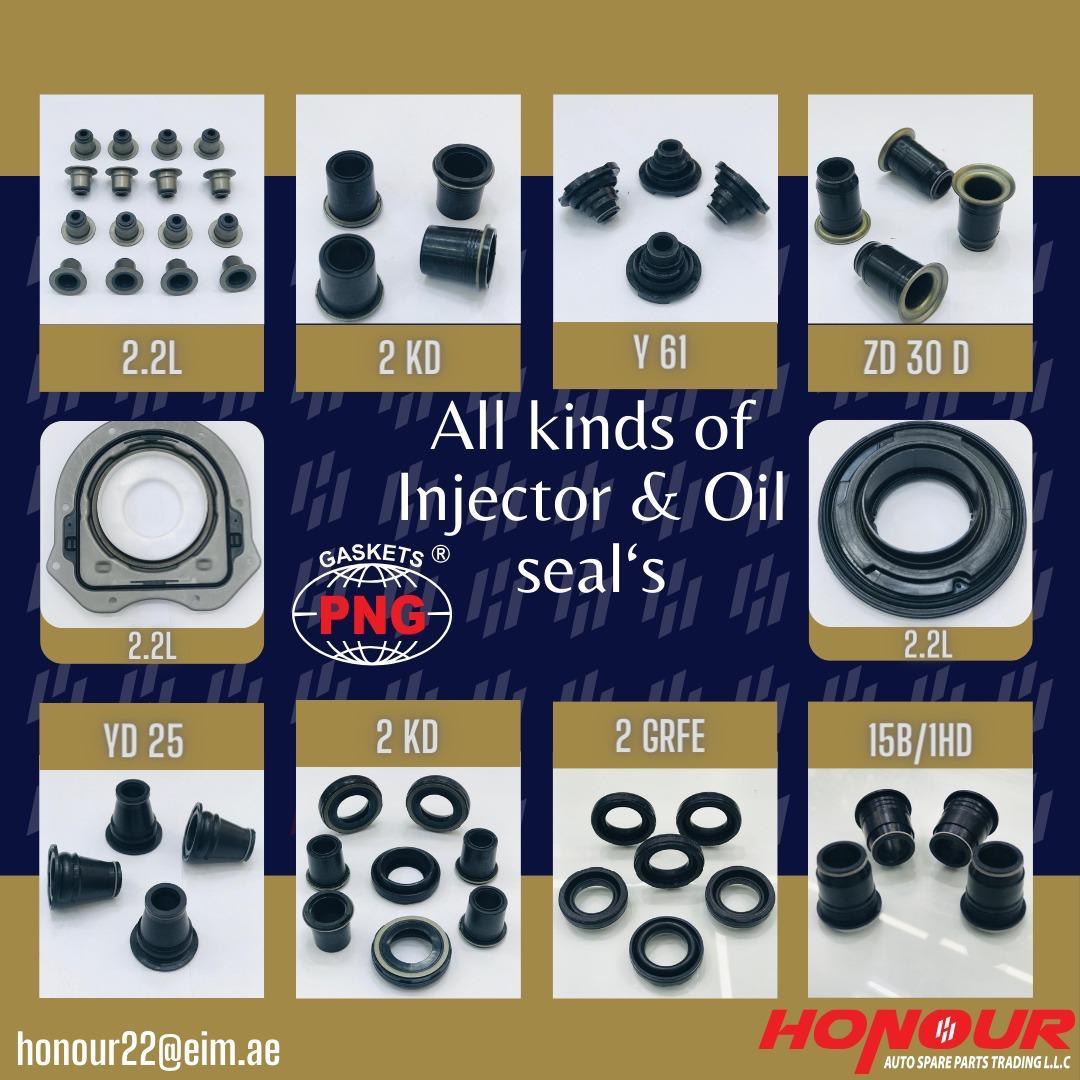 2.2L
2 KD
Y 61
ZD 30 D
All kinds of
Injector & Oil
seal‘s
GASKETS ®
PNG
2.2L
2.2L
YD 25
2 KD
2 GRFE
15B/1HD
honour22@eim.ae
HONOUR
AUTO SPARE PARTS TRADING L.L.C